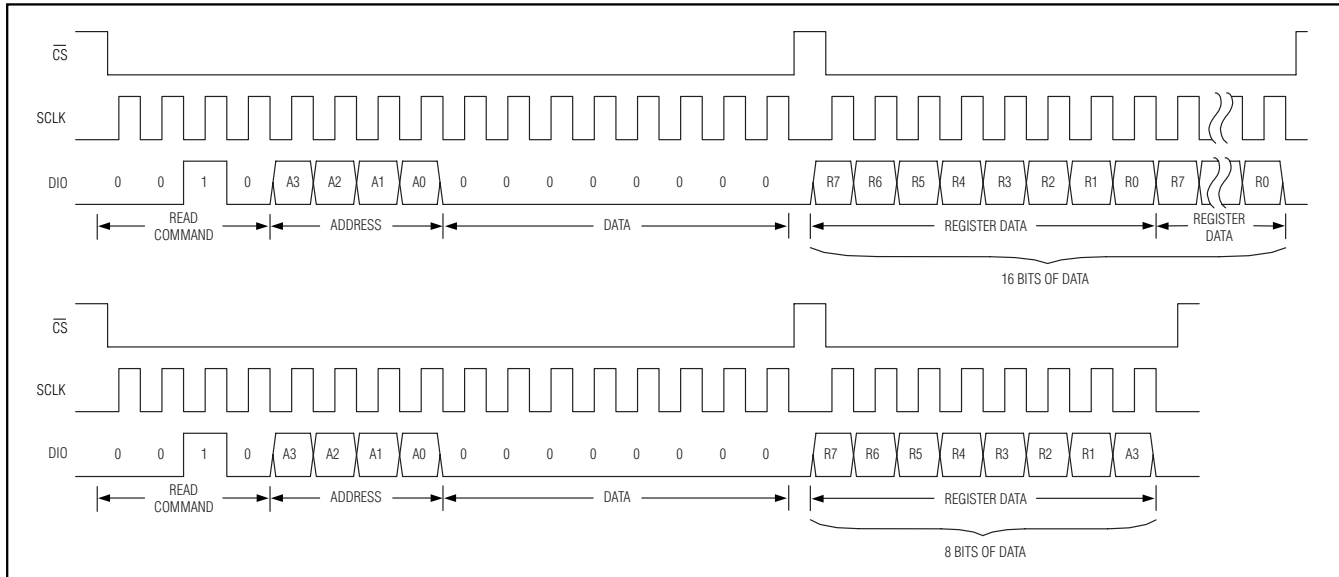 CS
SCLK
DIO 0 0 1 0 A3 A2 A1 A0 0 0 0 0 0 0 0 0 R7 R6 R5 R4 R3 R2 R1 R0 R7 R0
READ COMMAND ADDRESS DATA REGISTER DATA REGISTER DATA
16 BITS OF DATA
CS
SCLK
DIO 0 0 1 0 A3 A2 A1 A0 0 0 0 0 0 0 0 0 R7 R6 R5 R4 R3 R2 R1 A3
READ COMMAND ADDRESS DATA REGISTER DATA
8 BITS OF DATA